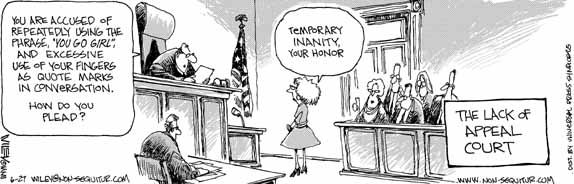 YOU ARE ACCUSED OF
REPEATEDLY USING THE
PHRASE, "YOU GO GIRL",
AND EXCESSIVE
USE OF YOUR FINGERS
AS QUOTE MARKS
IN CONVERSATION.
HOW DO YOU
PLEAD?
TEMPORARY
INANITY,
YOUR HONOR
THE LACK OF
APPEAL
COURT
WILEY
6-27 WILEY@NON-SEQUITUR.COM
WWW.NON-SEQUITUR.COM
DIST. BY UNIVERSAL PRESS SYNDICATE